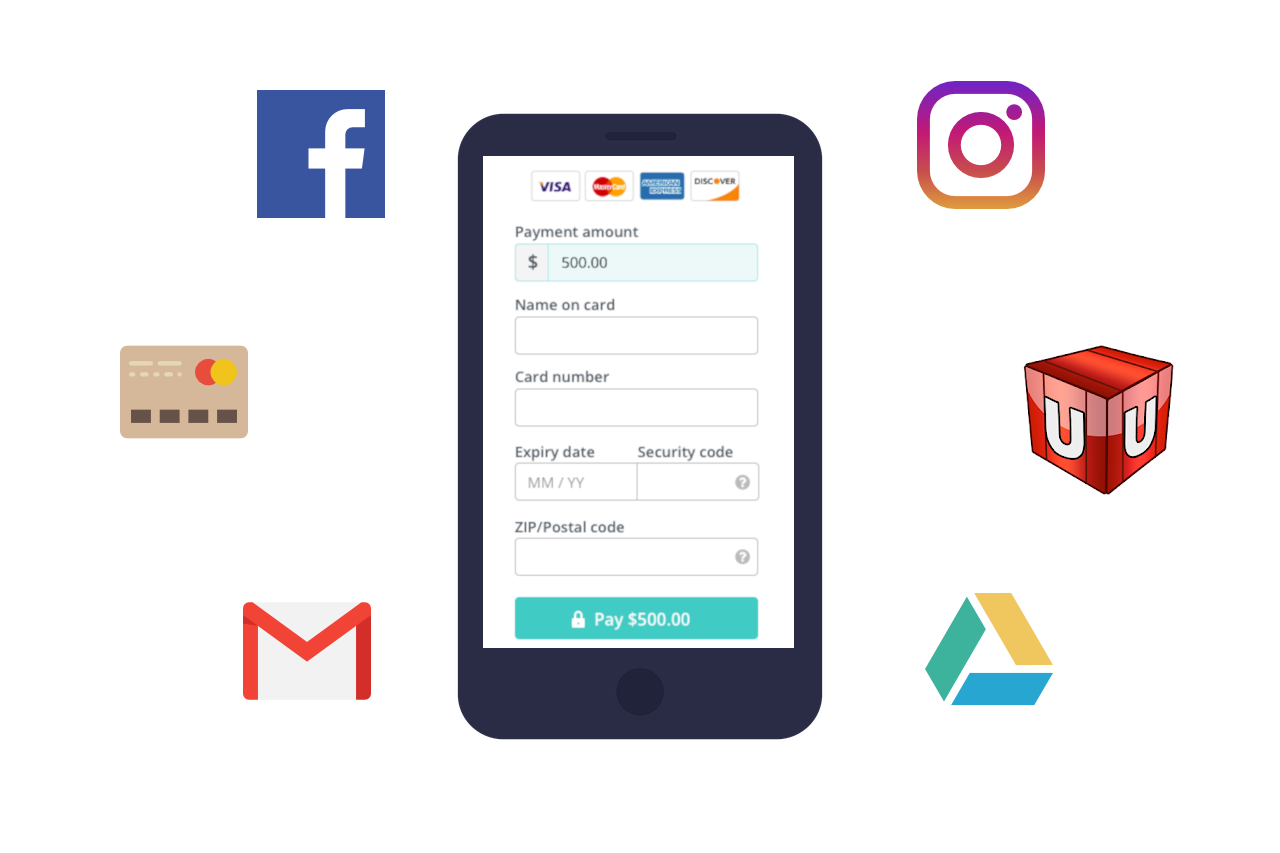 VISA MasterCard AMERICAN EXPRESS DISCOVER
Payment amount
$ 500.00
Name on card
Card number
Expiry date Security code
MM / YY ?
ZIP/Postal code
?
Pay $500.00
f
U U